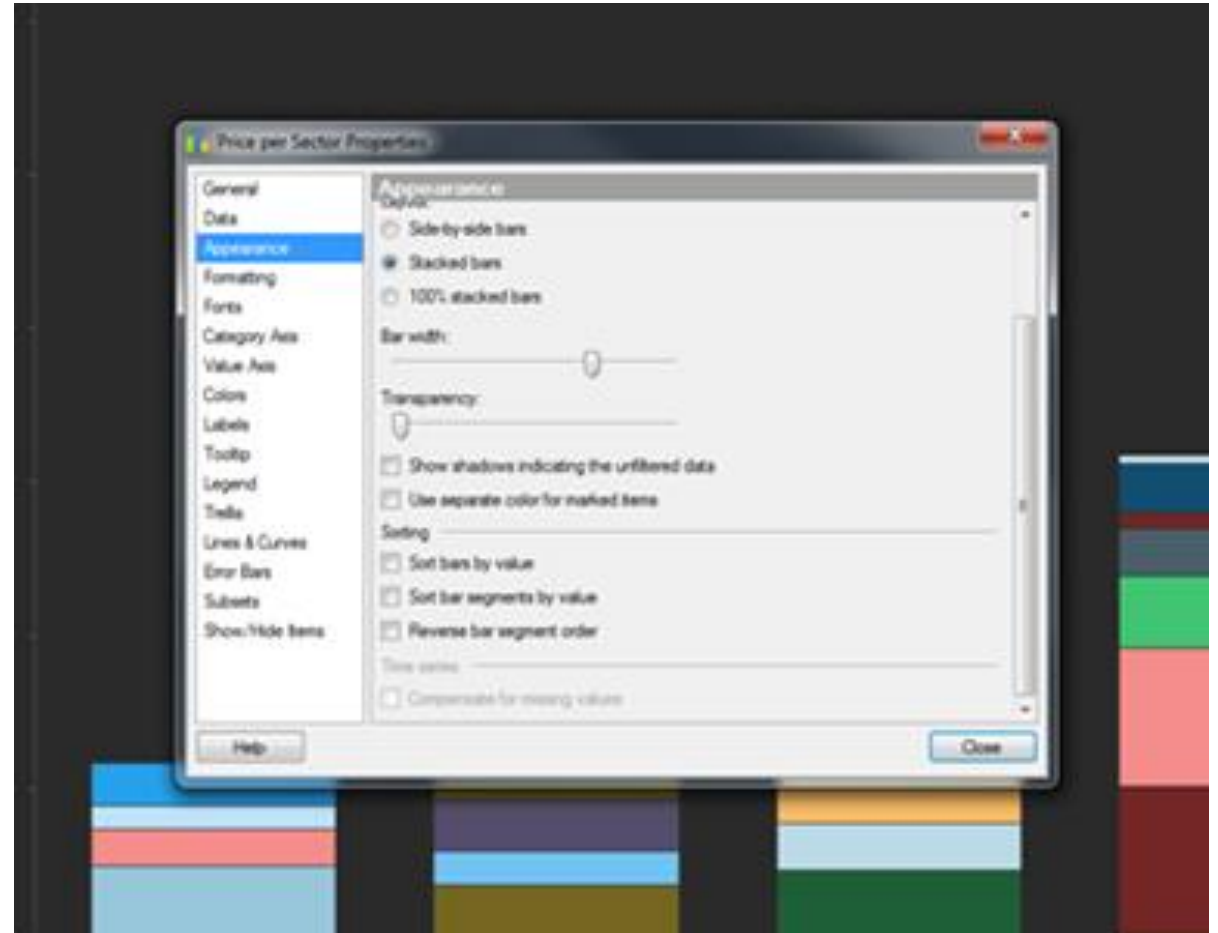 Price per Sector Properties
General
Data
Appearance
Formatting
Fonts
Category Axis
Value Axis
Colors
Labels
Tooltip
Legend
Trellis
Lines & Curves
Error Bars
Subsets
Show/Hide Items
Appearance
Side-by-side bars
Stacked bars
100% stacked bars
Bar width:
Transparency:
Show shadows indicating the unfiltered data
Use separate color for marked items
Sorting
Sort bars by value
Sort bar segments by value
Reverse bar segment order
Time series
Compensate for missing values
Help
Close